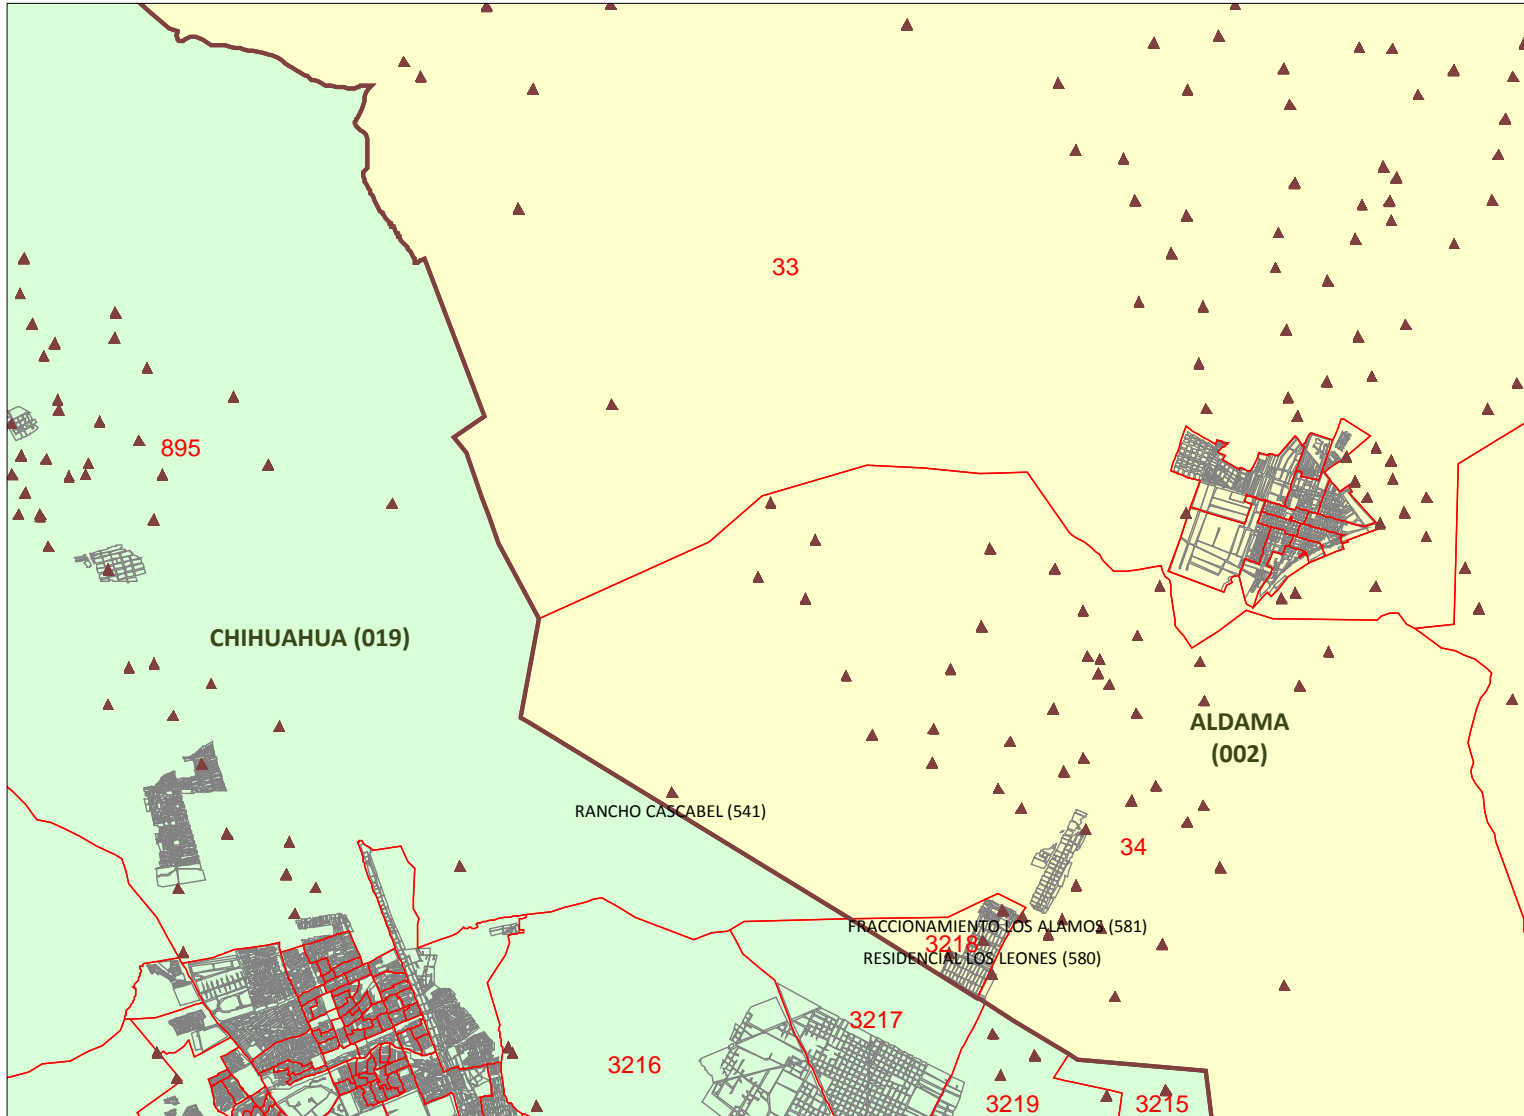 33
895
CHIHUAHUA (019)
ALDAMA
(002)
RANCHO CASCABEL (541)
34
FRACCIONAMIENTO LOS ALAMOS (581)
3218
RESIDENCIAL LOS LEONES (580)
3217
3216
3219
3215